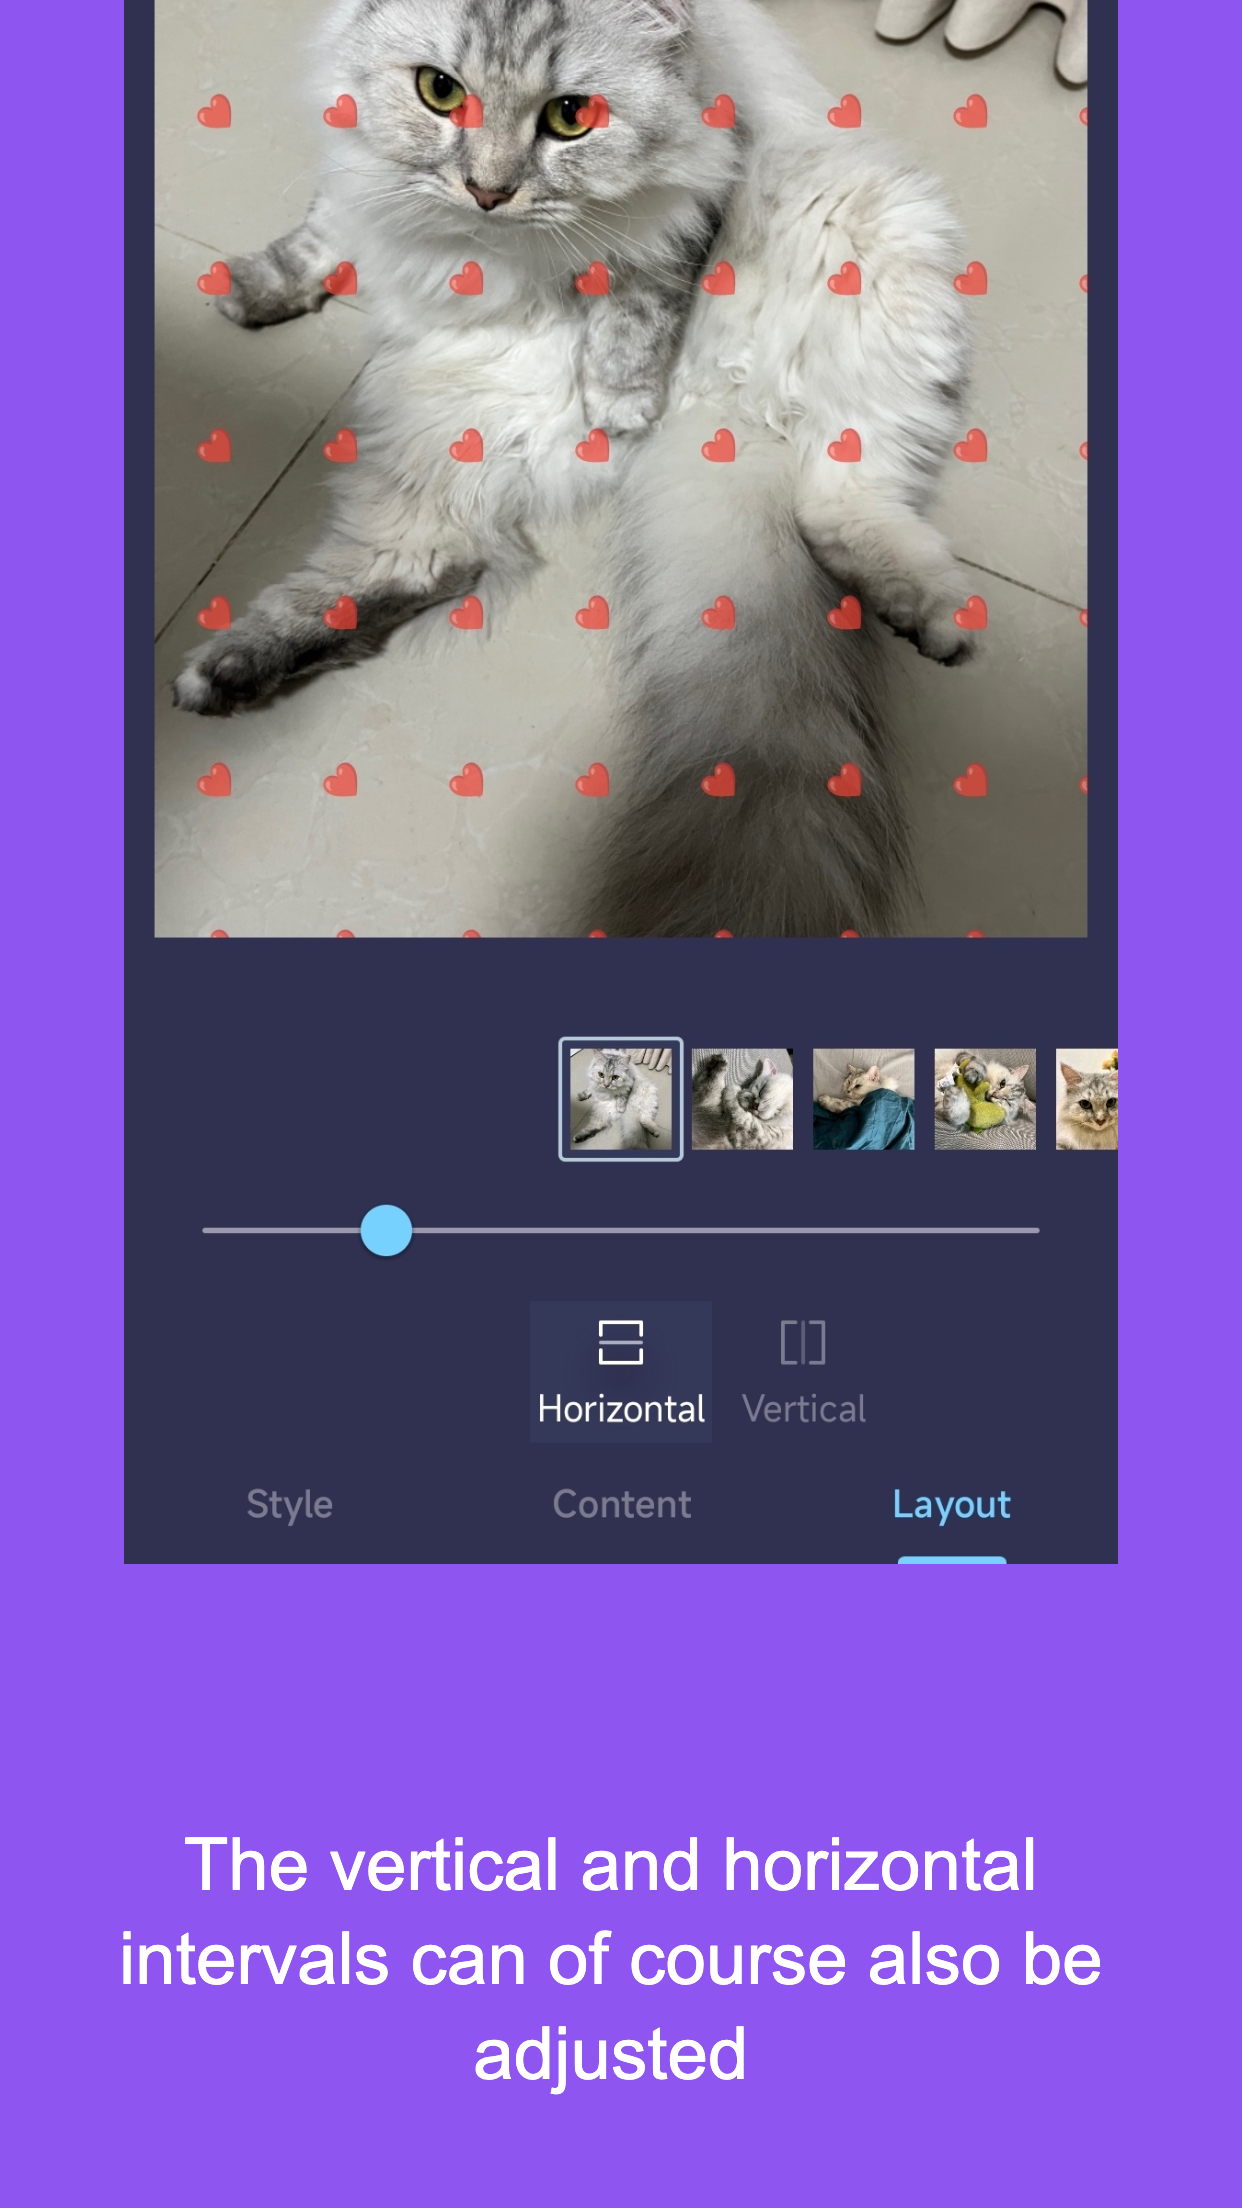 Horizontal Vertical
Style Content Layout
The vertical and horizontal
intervals can of course also be
adjusted